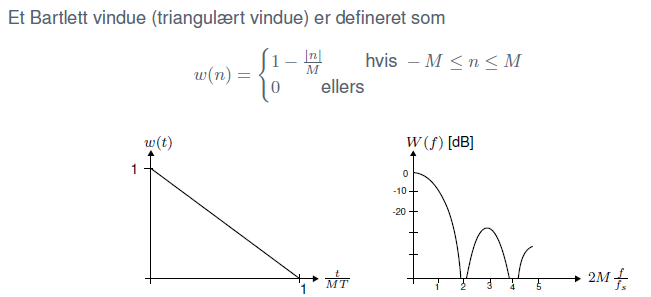 Et Bartlett vindue (triangulært vindue) er defineret som
w(n) = { 1 − |n|/M hvis − M ≤ n ≤ M
0 ellers
w(t)
1
1
t/MT
W(f) [dB]
0
-10
-20
1 2 3 4 5
2M f/fs